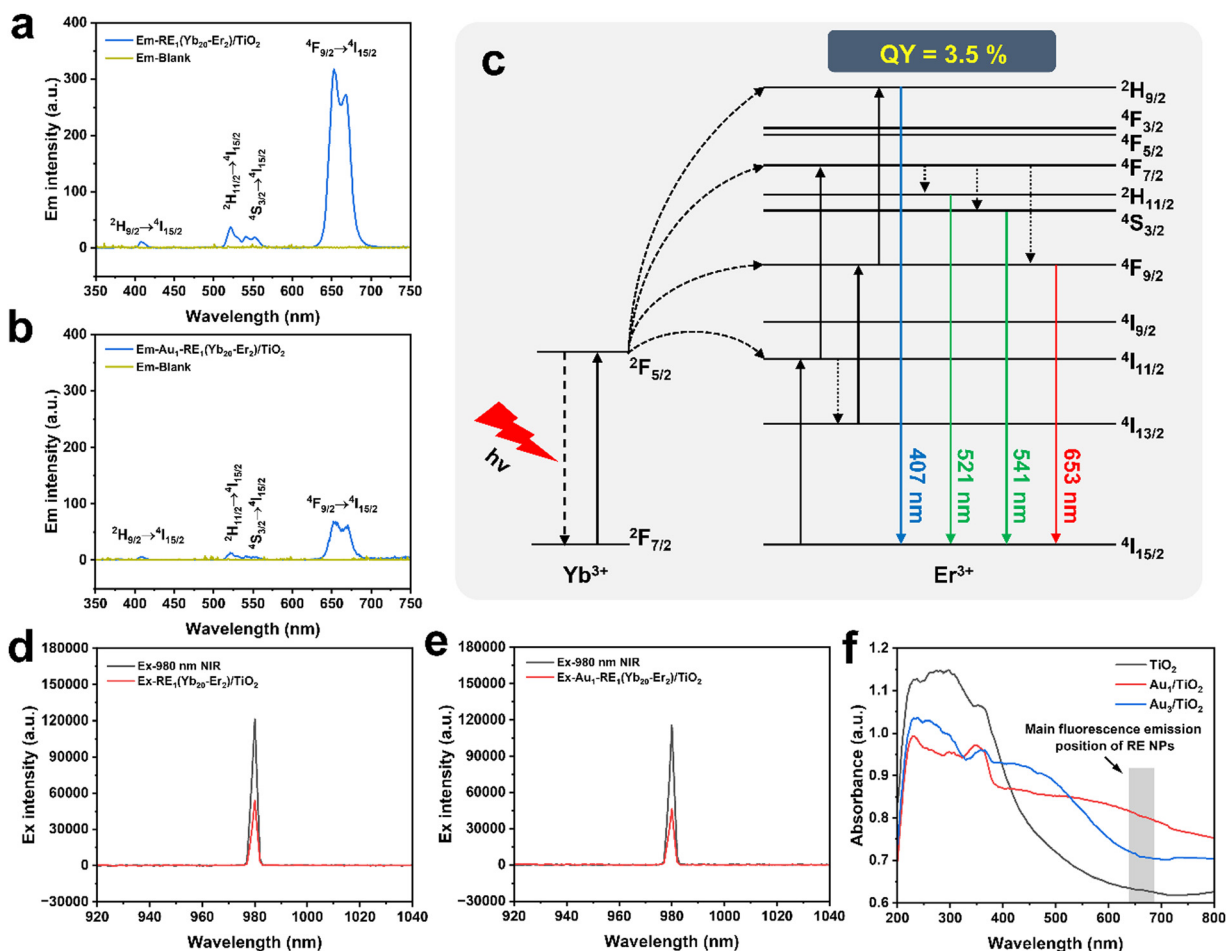 a
400
300
200
100
0
Em intensity (a.u.)
Em-RE₁(Yb₂₀-Er₂)/TiO₂
Em-Blank
⁴F₉/₂→⁴I₁₅/₂
²H₁₁/₂→⁴I₁₅/₂
⁴S₃/₂→⁴I₁₅/₂
²H₉/₂→⁴I₁₅/₂
350 400 450 500 550 600 650 700 750
Wavelength (nm)
b
400
300
200
100
0
Em intensity (a.u.)
Em-Au₁-RE₁(Yb₂₀-Er₂)/TiO₂
Em-Blank
²H₁₁/₂→⁴I₁₅/₂
⁴S₃/₂→⁴I₁₅/₂
⁴F₉/₂→⁴I₁₅/₂
²H₉/₂→⁴I₁₅/₂
350 400 450 500 550 600 650 700 750
Wavelength (nm)
c
QY = 3.5 %
²H₉/₂
⁴F₃/₂
⁴F₅/₂
⁴F₇/₂
²H₁₁/₂
⁴S₃/₂
⁴F₉/₂
⁴I₉/₂
⁴I₁₁/₂
⁴I₁₃/₂
⁴I₁₅/₂
²F₅/₂
²F₇/₂
hv
407 nm
521 nm
541 nm
653 nm
Yb³⁺
Er³⁺
d
180000
150000
120000
90000
60000
30000
0
−30000
Ex intensity (a.u.)
Ex-980 nm NIR
Ex-RE₁(Yb₂₀-Er₂)/TiO₂
920 940 960 980 1000 1020 1040
Wavelength (nm)
e
180000
150000
120000
90000
60000
30000
0
−30000
Ex intensity (a.u.)
Ex-980 nm NIR
Ex-Au₁-RE₁(Yb₂₀-Er₂)/TiO₂
920 940 960 980 1000 1020 1040
Wavelength (nm)
f
1.2
1.1
1.0
0.9
0.8
0.7
0.6
Absorbance (a.u.)
TiO₂
Au₁/TiO₂
Au₃/TiO₂
Main fluorescence emission
position of RE NPs
200 300 400 500 600 700 800
Wavelength (nm)